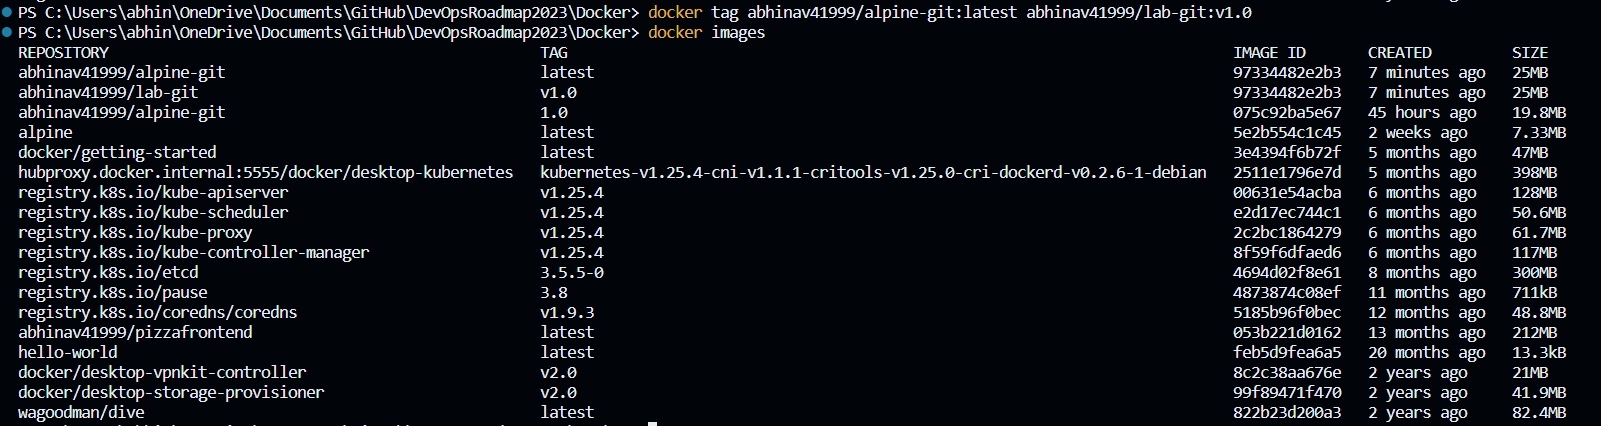 PS C:\Users\abhin\OneDrive\Documents\GitHub\DevOpsRoadmap2023\Docker> docker tag abhinav41999/alpine-git:latest abhinav41999/lab-git:v1.0
PS C:\Users\abhin\OneDrive\Documents\GitHub\DevOpsRoadmap2023\Docker> docker images
REPOSITORY TAG IMAGE ID CREATED SIZE
abhinav41999/alpine-git latest 97334482e2b3 7 minutes ago 25MB
abhinav41999/lab-git v1.0 97334482e2b3 7 minutes ago 25MB
abhinav41999/alpine-git 1.0 075c92ba5e67 45 hours ago 19.8MB
alpine latest 5e2b554c1c45 2 weeks ago 7.33MB
docker/getting-started latest 3e4394f6b72f 5 months ago 47MB
hubproxy.docker.internal:5555/docker/desktop-kubernetes kubernetes-v1.25.4-cni-v1.1.1-critools-v1.25.0-cri-dockerd-v0.2.6-1-debian 2511e1796e7d 5 months ago 398MB
registry.k8s.io/kube-apiserver v1.25.4 00631e54acba 6 months ago 128MB
registry.k8s.io/kube-scheduler v1.25.4 e2d17ec744c1 6 months ago 50.6MB
registry.k8s.io/kube-proxy v1.25.4 2c2bc1864279 6 months ago 61.7MB
registry.k8s.io/kube-controller-manager v1.25.4 8f59f6dfaed6 6 months ago 117MB
registry.k8s.io/etcd 3.5.5-0 4694d02f8e61 8 months ago 300MB
registry.k8s.io/pause 3.8 4873874c08ef 11 months ago 711kB
registry.k8s.io/coredns/coredns v1.9.3 5185b96f0bec 12 months ago 48.8MB
abhinav41999/pizzafrontend latest 053b221d0162 13 months ago 212MB
hello-world latest feb5d9fea6a5 20 months ago 13.3kB
docker/desktop-vpnkit-controller v2.0 8c2c38aa676e 2 years ago 21MB
docker/desktop-storage-provisioner v2.0 99f89471f470 2 years ago 41.9MB
wagoodman/dive latest 822b23d200a3 2 years ago 82.4MB